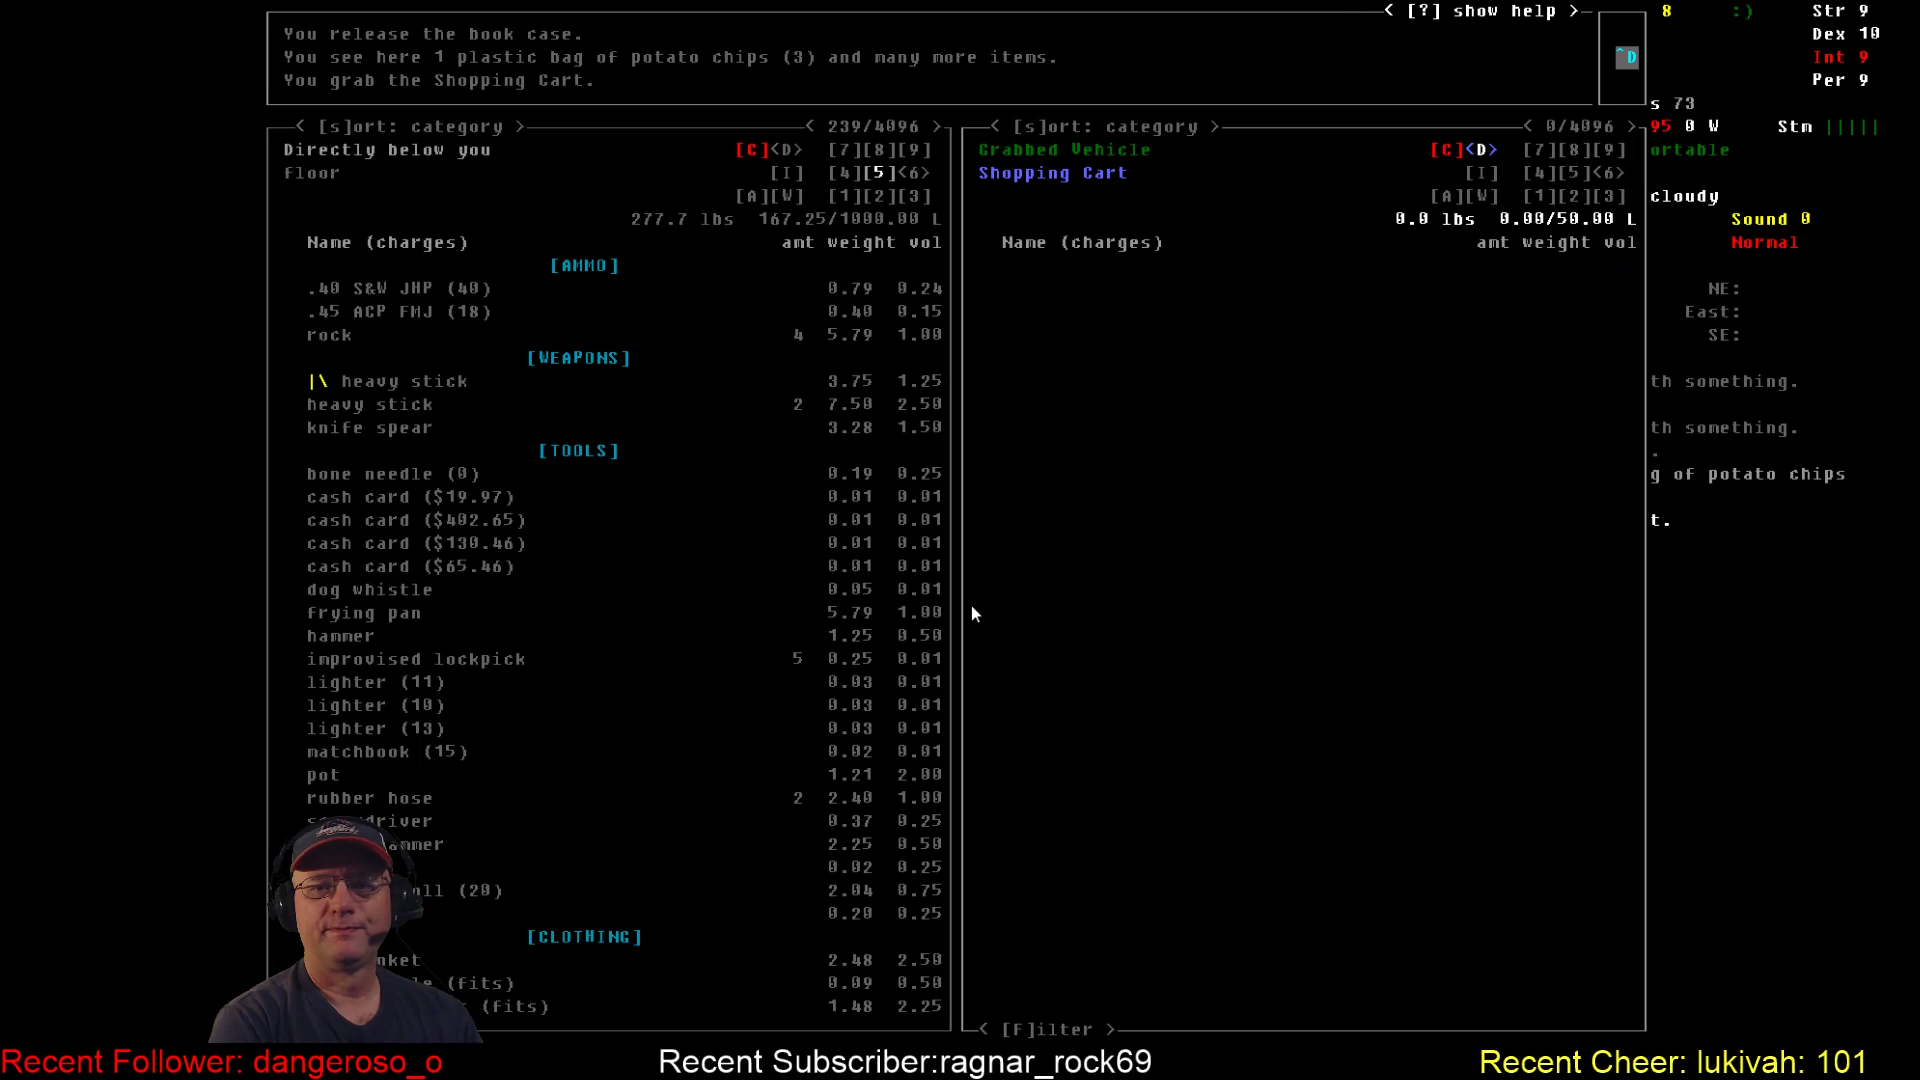 < [?] show help >
8 :) Str 9
You release the book case.
Dex 10
You see here 1 plastic bag of potato chips (3) and many more items.
^D
Int 9
You grab the Shopping Cart.
Per 9
s 73
< [s]ort: category > < 239/4096 >
< [s]ort: category > < 0/4096 >
95 0 W Stm |||||
Directly below you [C]<D> [7][8][9]
Grabbed Vehicle [C]<D> [7][8][9]
ortable
floor [I] [4][5]<6>
Shopping Cart [I] [4][5]<6>
[A][W] [1][2][3]
[A][W] [1][2][3]
cloudy
277.7 lbs 167.25/1000.00 L
0.0 lbs 0.00/50.00 L
Sound 0
Name (charges) amt weight vol
Name (charges) amt weight vol
Normal
[AMMO]
.40 S&W JHP (40) 0.79 0.24
NE:
.45 ACP FMJ (18) 0.40 0.15
East:
rock 4 5.79 1.00
SE:
[WEAPONS]
|\ heavy stick 3.75 1.25
th something.
heavy stick 2 7.50 2.50
knife spear 3.28 1.50
th something.
[TOOLS]
.
bone needle (0) 0.19 0.25
g of potato chips
cash card ($19.97) 0.01 0.01
cash card ($402.65) 0.01 0.01
t.
cash card ($130.46) 0.01 0.01
cash card ($65.46) 0.01 0.01
dog whistle 0.05 0.01
frying pan 5.79 1.00
hammer 1.25 0.50
improvised lockpick 5 0.25 0.01
lighter (11) 0.03 0.01
lighter (10) 0.03 0.01
lighter (13) 0.03 0.01
matchbook (15) 0.02 0.01
pot 1.21 2.00
rubber hose 2 2.40 1.00
driver 0.37 0.25
ammer 2.25 0.50
0.02 0.25
ll (20) 2.04 0.75
0.20 0.25
[CLOTHING]
nket 2.48 2.50
(fits) 0.09 0.50
(fits) 1.48 2.25
< [F]ilter >
Recent Follower: dangeroso_o
Recent Subscriber:ragnar_rock69
Recent Cheer: lukivah: 101